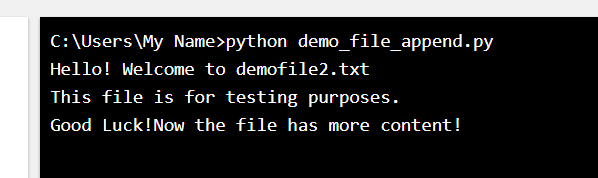 C:\Users\My Name>python demo_file_append.py
Hello! Welcome to demofile2.txt
This file is for testing purposes.
Good Luck!Now the file has more content!